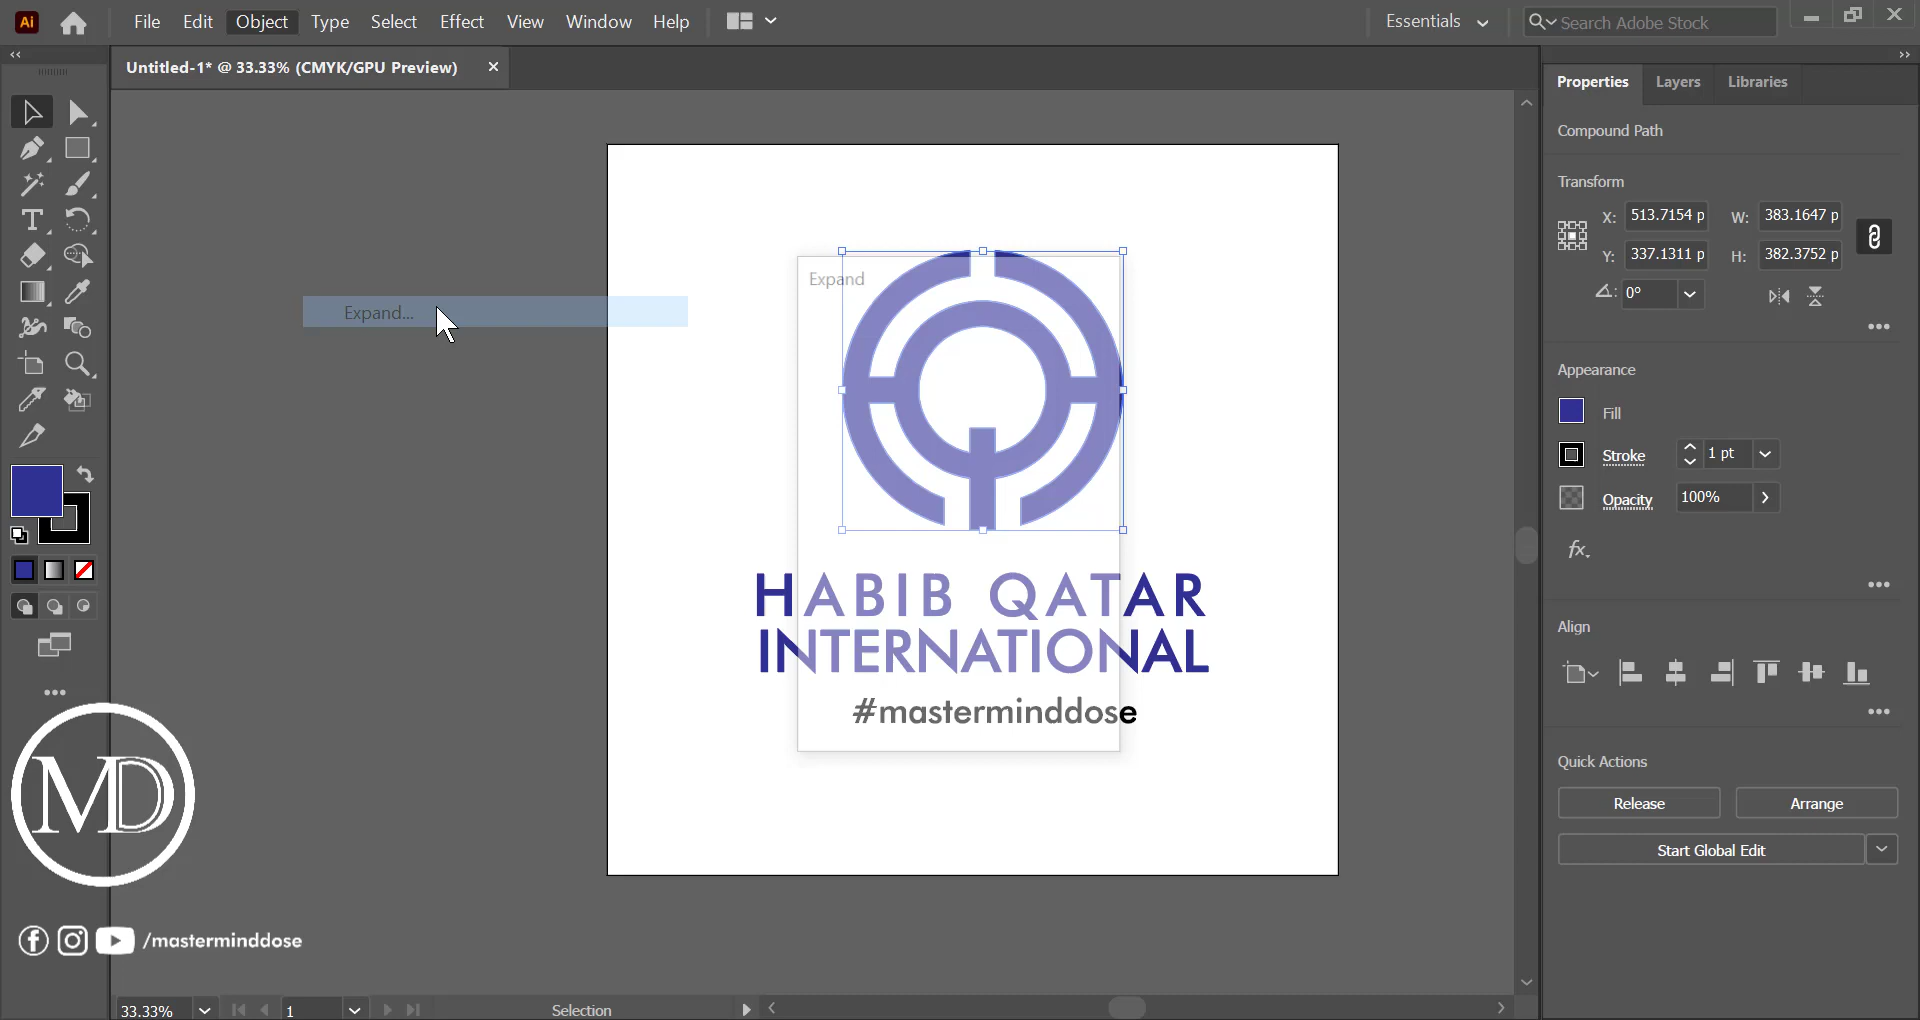 Ai File Edit Object Type Select Effect View Window Help Essentials Search Adobe Stock
Untitled-1* @ 33.33% (CMYK/GPU Preview)
Properties Layers Libraries
Compound Path
Transform
X: 513.7154 p W: 383.1647 p
Y: 337.1311 p H: 382.3752 p
0°
Expand
Expand...
Appearance
Fill
Stroke 1 pt
Opacity 100%
fx
HABIB QATAR
INTERNATIONAL
#masterminddose
Align
Quick Actions
Release Arrange
Start Global Edit
MD
/masterminddose
33.33% 1 Selection